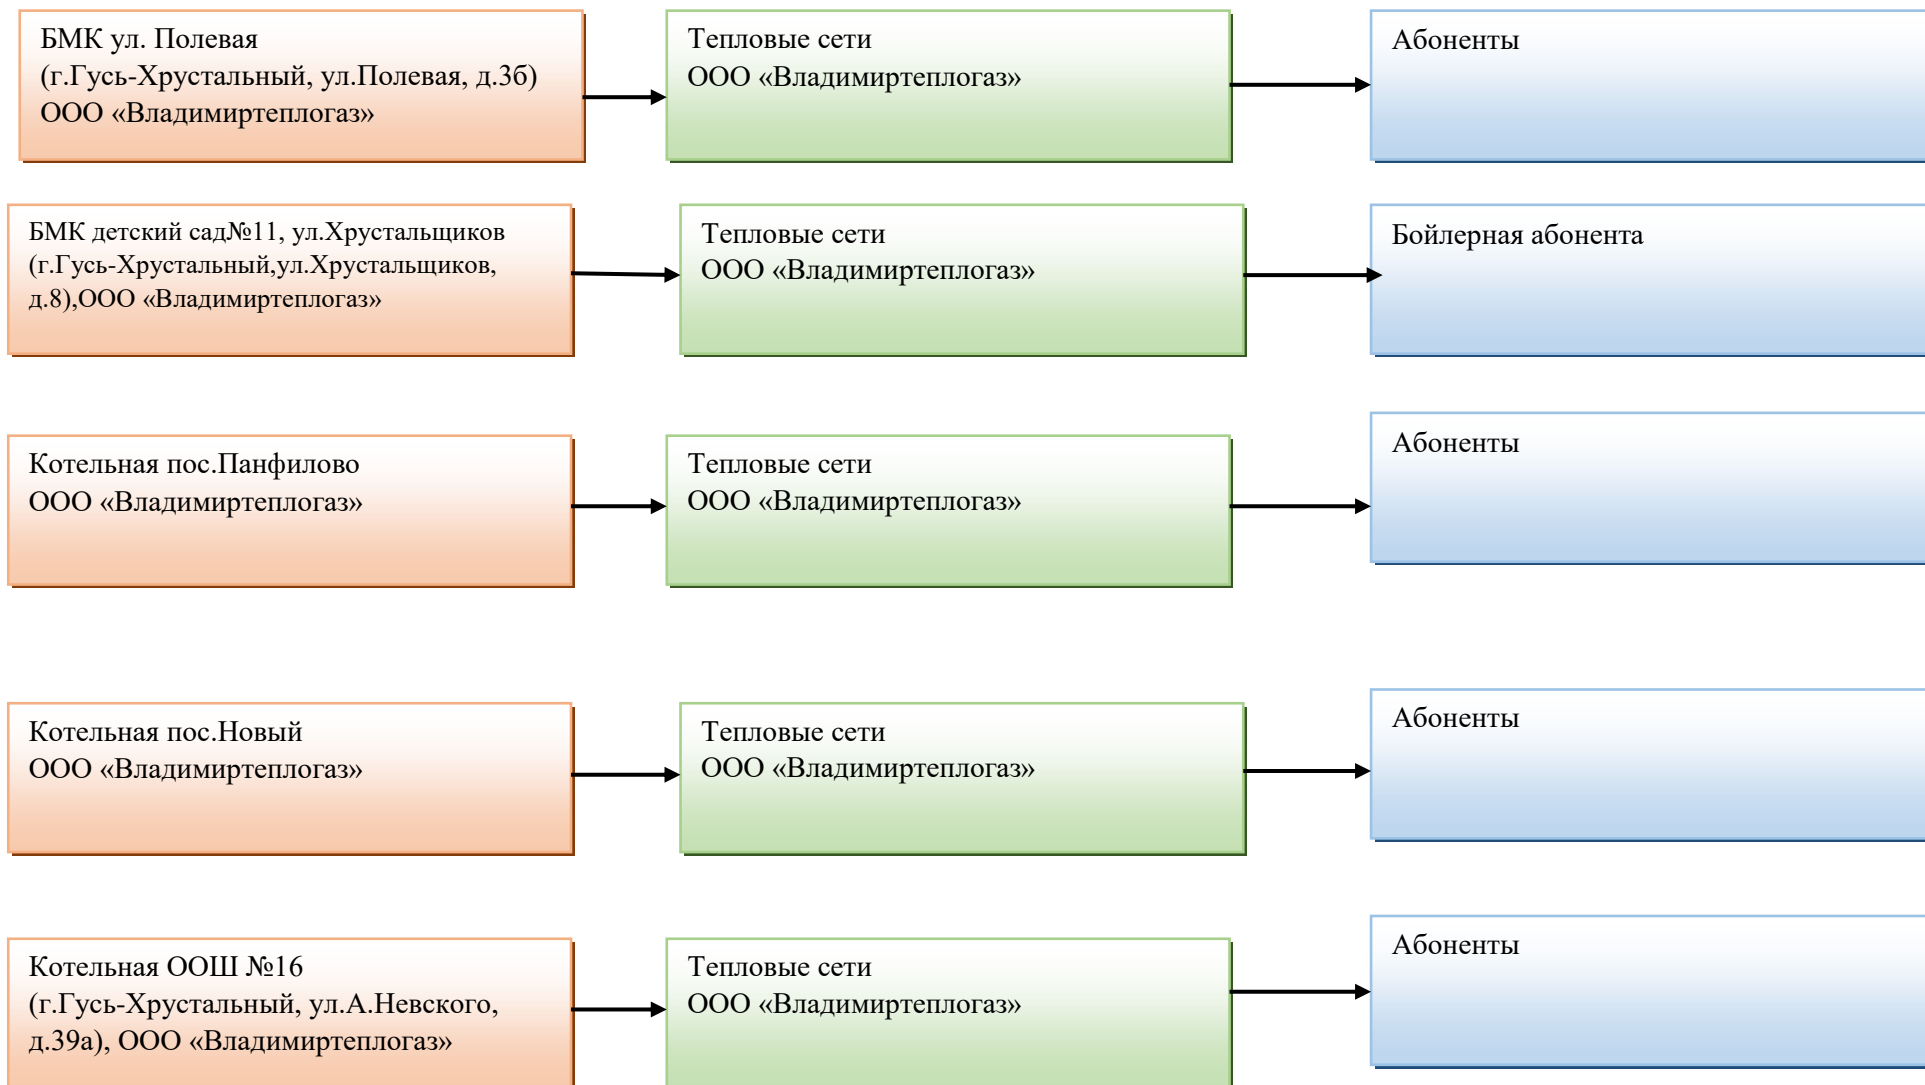 БМК ул. Полевая
(г.Гусь-Хрустальный, ул.Полевая, д.3б)
ООО «Владимиртеплогаз»
Тепловые сети
ООО «Владимиртеплогаз»
Абоненты
БМК детский сад№11, ул.Хрустальщиков
(г.Гусь-Хрустальный,ул.Хрустальщиков,
д.8),ООО «Владимиртеплогаз»
Тепловые сети
ООО «Владимиртеплогаз»
Бойлерная абонента
Котельная пос.Панфилово
ООО «Владимиртеплогаз»
Тепловые сети
ООО «Владимиртеплогаз»
Абоненты
Котельная пос.Новый
ООО «Владимиртеплогаз»
Тепловые сети
ООО «Владимиртеплогаз»
Абоненты
Котельная ООШ №16
(г.Гусь-Хрустальный, ул.А.Невского,
д.39а), ООО «Владимиртеплогаз»
Тепловые сети
ООО «Владимиртеплогаз»
Абоненты